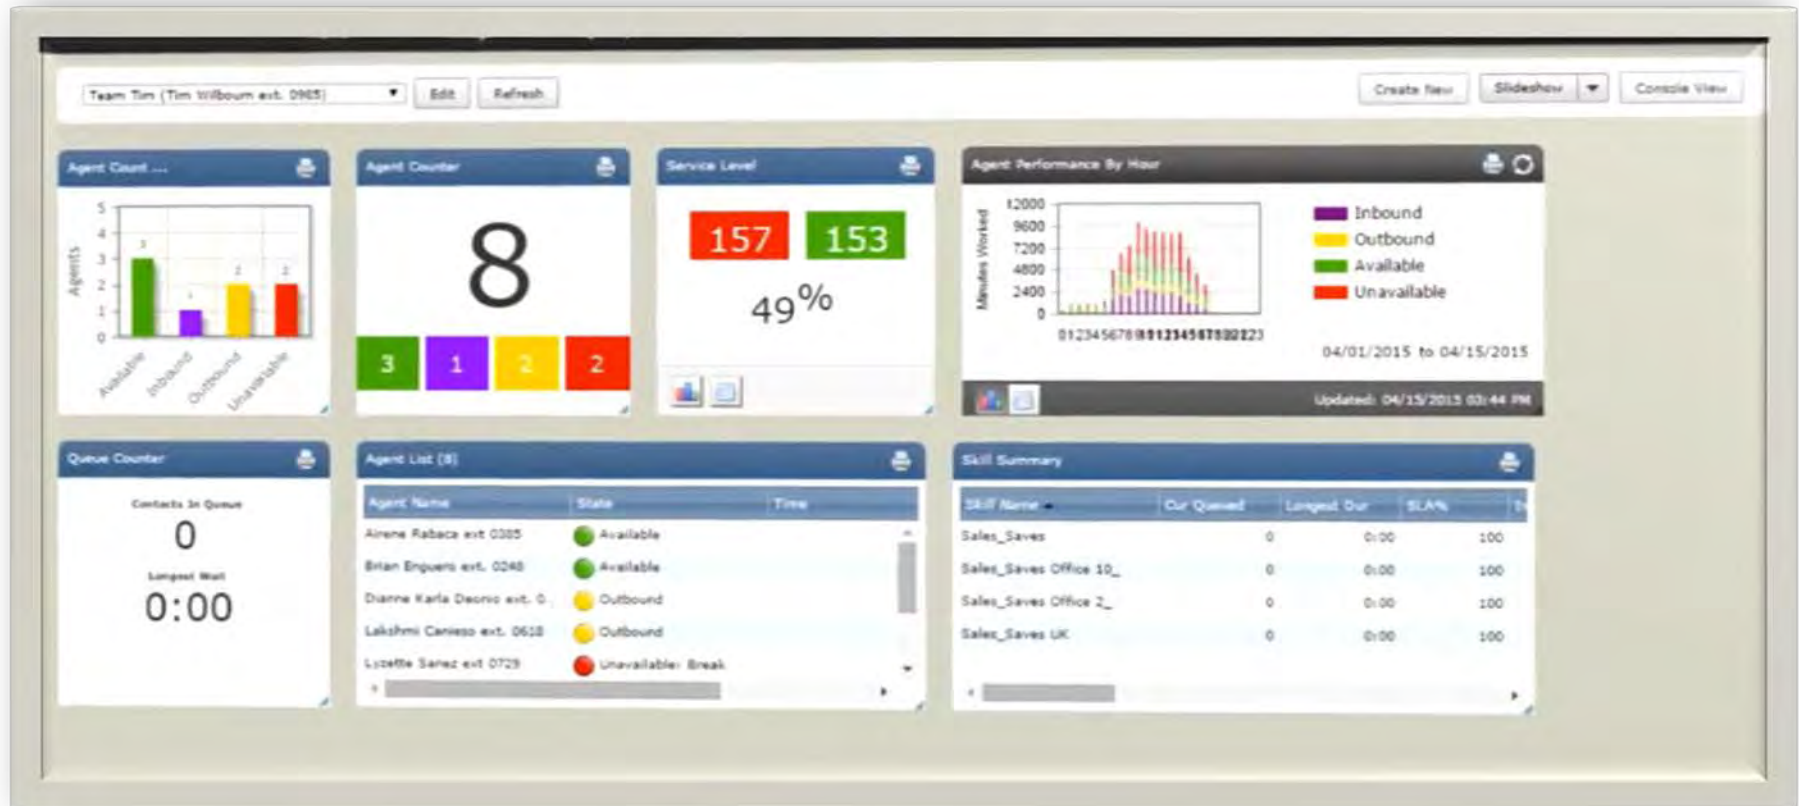 Team Tim (Tim Wilbourn ext. 0985)
Edit
Refresh
Create New
Slideshow
Console View
Agent Count ...
5
4
3
2
1
0
Agents
3
1
2
2
Available
Inbound
Outbound
Unavailable
Agent Counter
8
3
1
2
2
Service Level
157
153
49%
Agent Performance By Hour
Minutes Worked
12000
9600
7200
4800
2400
0
Inbound
Outbound
Available
Unavailable
04/01/2015 to 04/15/2015
Updated: 04/15/2015 03:44 PM
Queue Counter
Contacts In Queue
0
Longest Wait
0:00
Agent List (8)
Agent Name State Time
Airene Rabaca ext 0385 Available
Brian Enguero ext. 0248 Available
Dianne Karla Deonio ext. 0 Outbound
Lakshmi Canieso ext. 0618 Outbound
Lyzette Sanez ext 0729 Unavailable: Break
Skill Summary
Skill Name Cur Queued Longest Dur SLA%
Sales_Saves 0 0:00 100
Sales_Saves Office 10_ 0 0:00 100
Sales_Saves Office 2_ 0 0:00 100
Sales_Saves UK 0 0:00 100